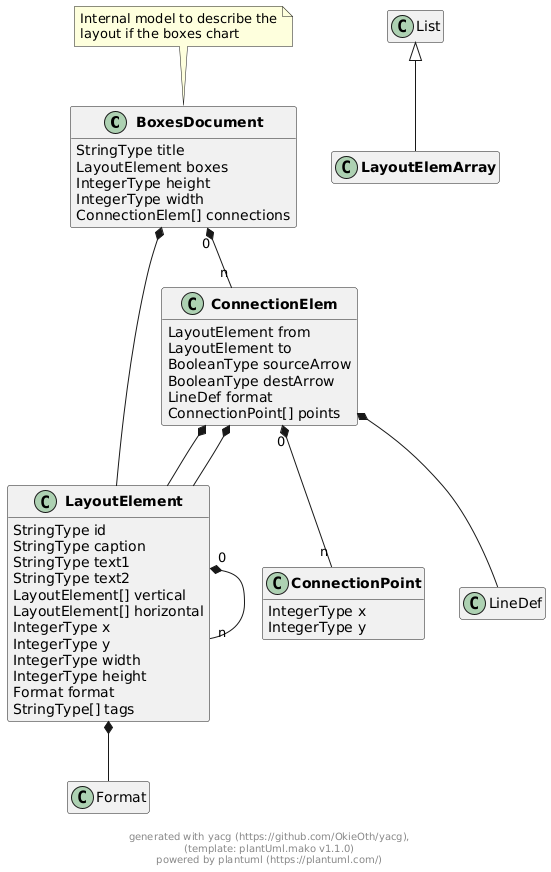 Internal model to describe the
layout if the boxes chart
C List
C BoxesDocument
StringType title
LayoutElement boxes
IntegerType height
IntegerType width
ConnectionElem[] connections
C LayoutElemArray
0
n
C ConnectionElem
LayoutElement from
LayoutElement to
BooleanType sourceArrow
BooleanType destArrow
LineDef format
ConnectionPoint[] points
0
n
C LayoutElement
StringType id
StringType caption
StringType text1
StringType text2
LayoutElement[] vertical
LayoutElement[] horizontal
IntegerType x
IntegerType y
IntegerType width
IntegerType height
Format format
StringType[] tags
0
n
C ConnectionPoint
IntegerType x
IntegerType y
C LineDef
C Format
generated with yacg (https://github.com/OkieOth/yacg),
(template: plantUml.mako v1.1.0)
powered by plantuml (https://plantuml.com/)